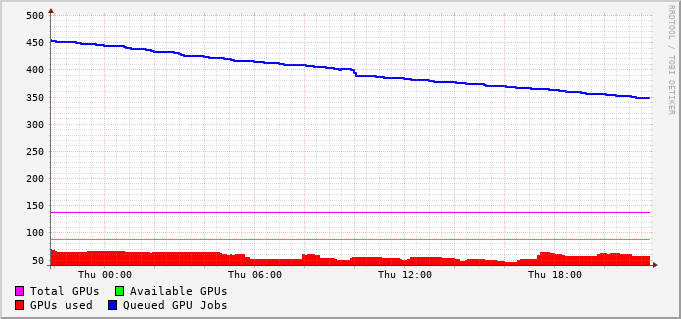 500
450
400
350
300
250
200
150
100
50
Thu 00:00 Thu 06:00 Thu 12:00 Thu 18:00
Total GPUs Available GPUs
GPUs used Queued GPU Jobs
RRDTOOL / TOBI OETIKER